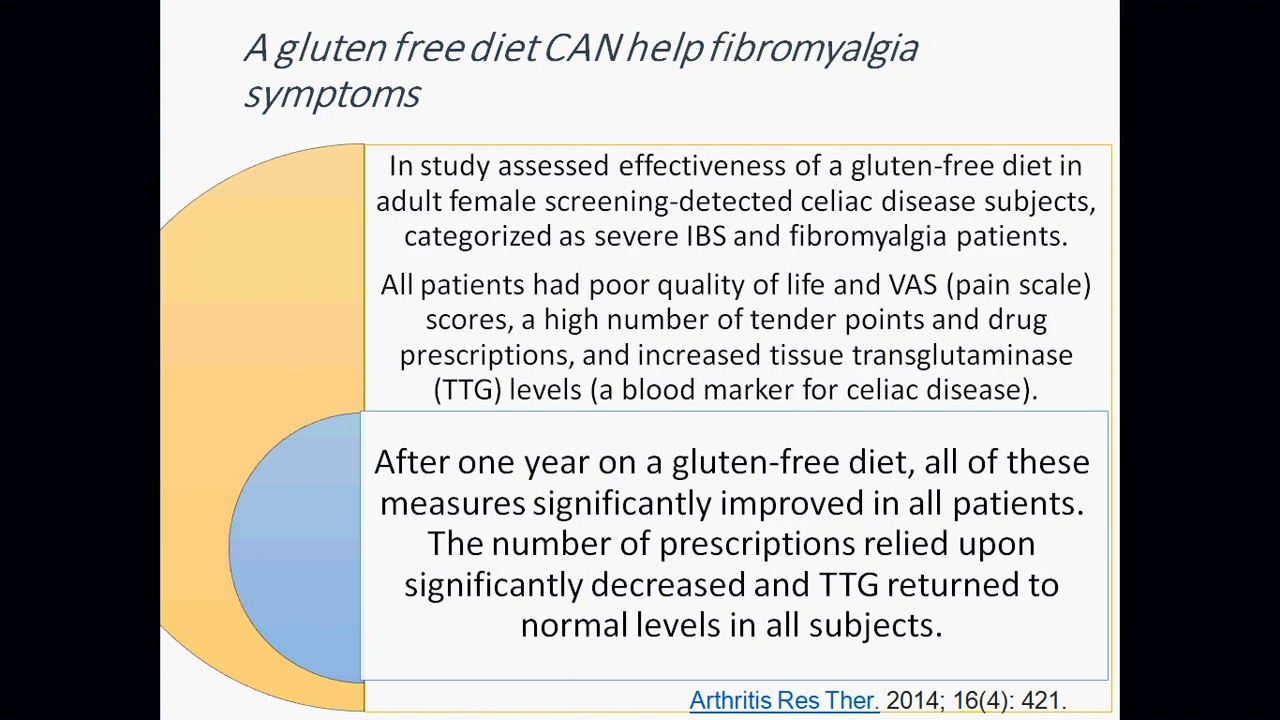 A gluten free diet CAN help fibromyalgia
symptoms
In study assessed effectiveness of a gluten-free diet in
adult female screening-detected celiac disease subjects,
categorized as severe IBS and fibromyalgia patients.
All patients had poor quality of life and VAS (pain scale)
scores, a high number of tender points and drug
prescriptions, and increased tissue transglutaminase
(TTG) levels (a blood marker for celiac disease).
After one year on a gluten-free diet, all of these
measures significantly improved in all patients.
The number of prescriptions relied upon
significantly decreased and TTG returned to
normal levels in all subjects.
Arthritis Res Ther. 2014; 16(4): 421.